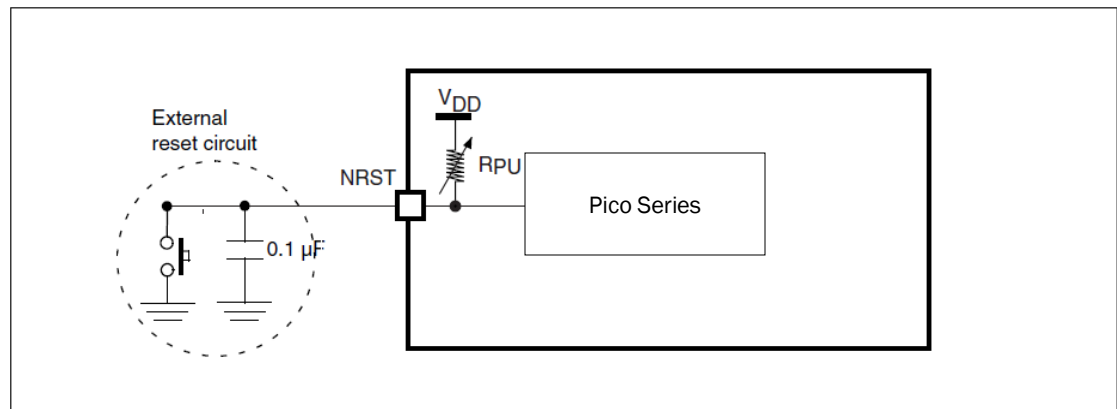 External
reset circuit
VDD
NRST
RPU
Pico Series
0.1 µF